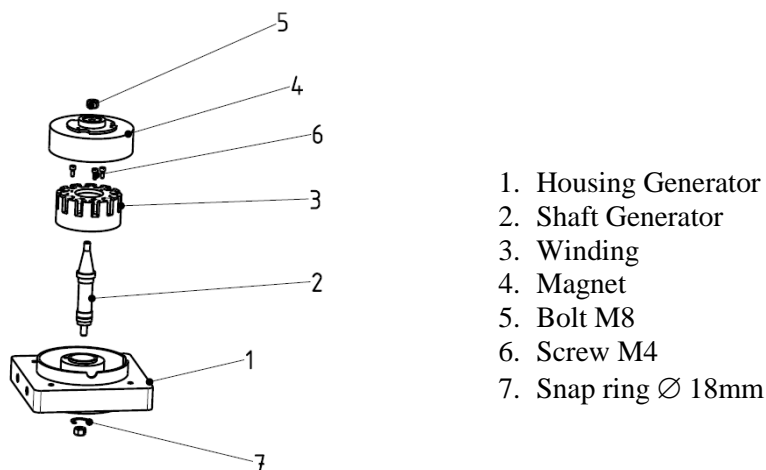 5
4
6
3
2
1
7
1. Housing Generator
2. Shaft Generator
3. Winding
4. Magnet
5. Bolt M8
6. Screw M4
7. Snap ring ∅ 18mm